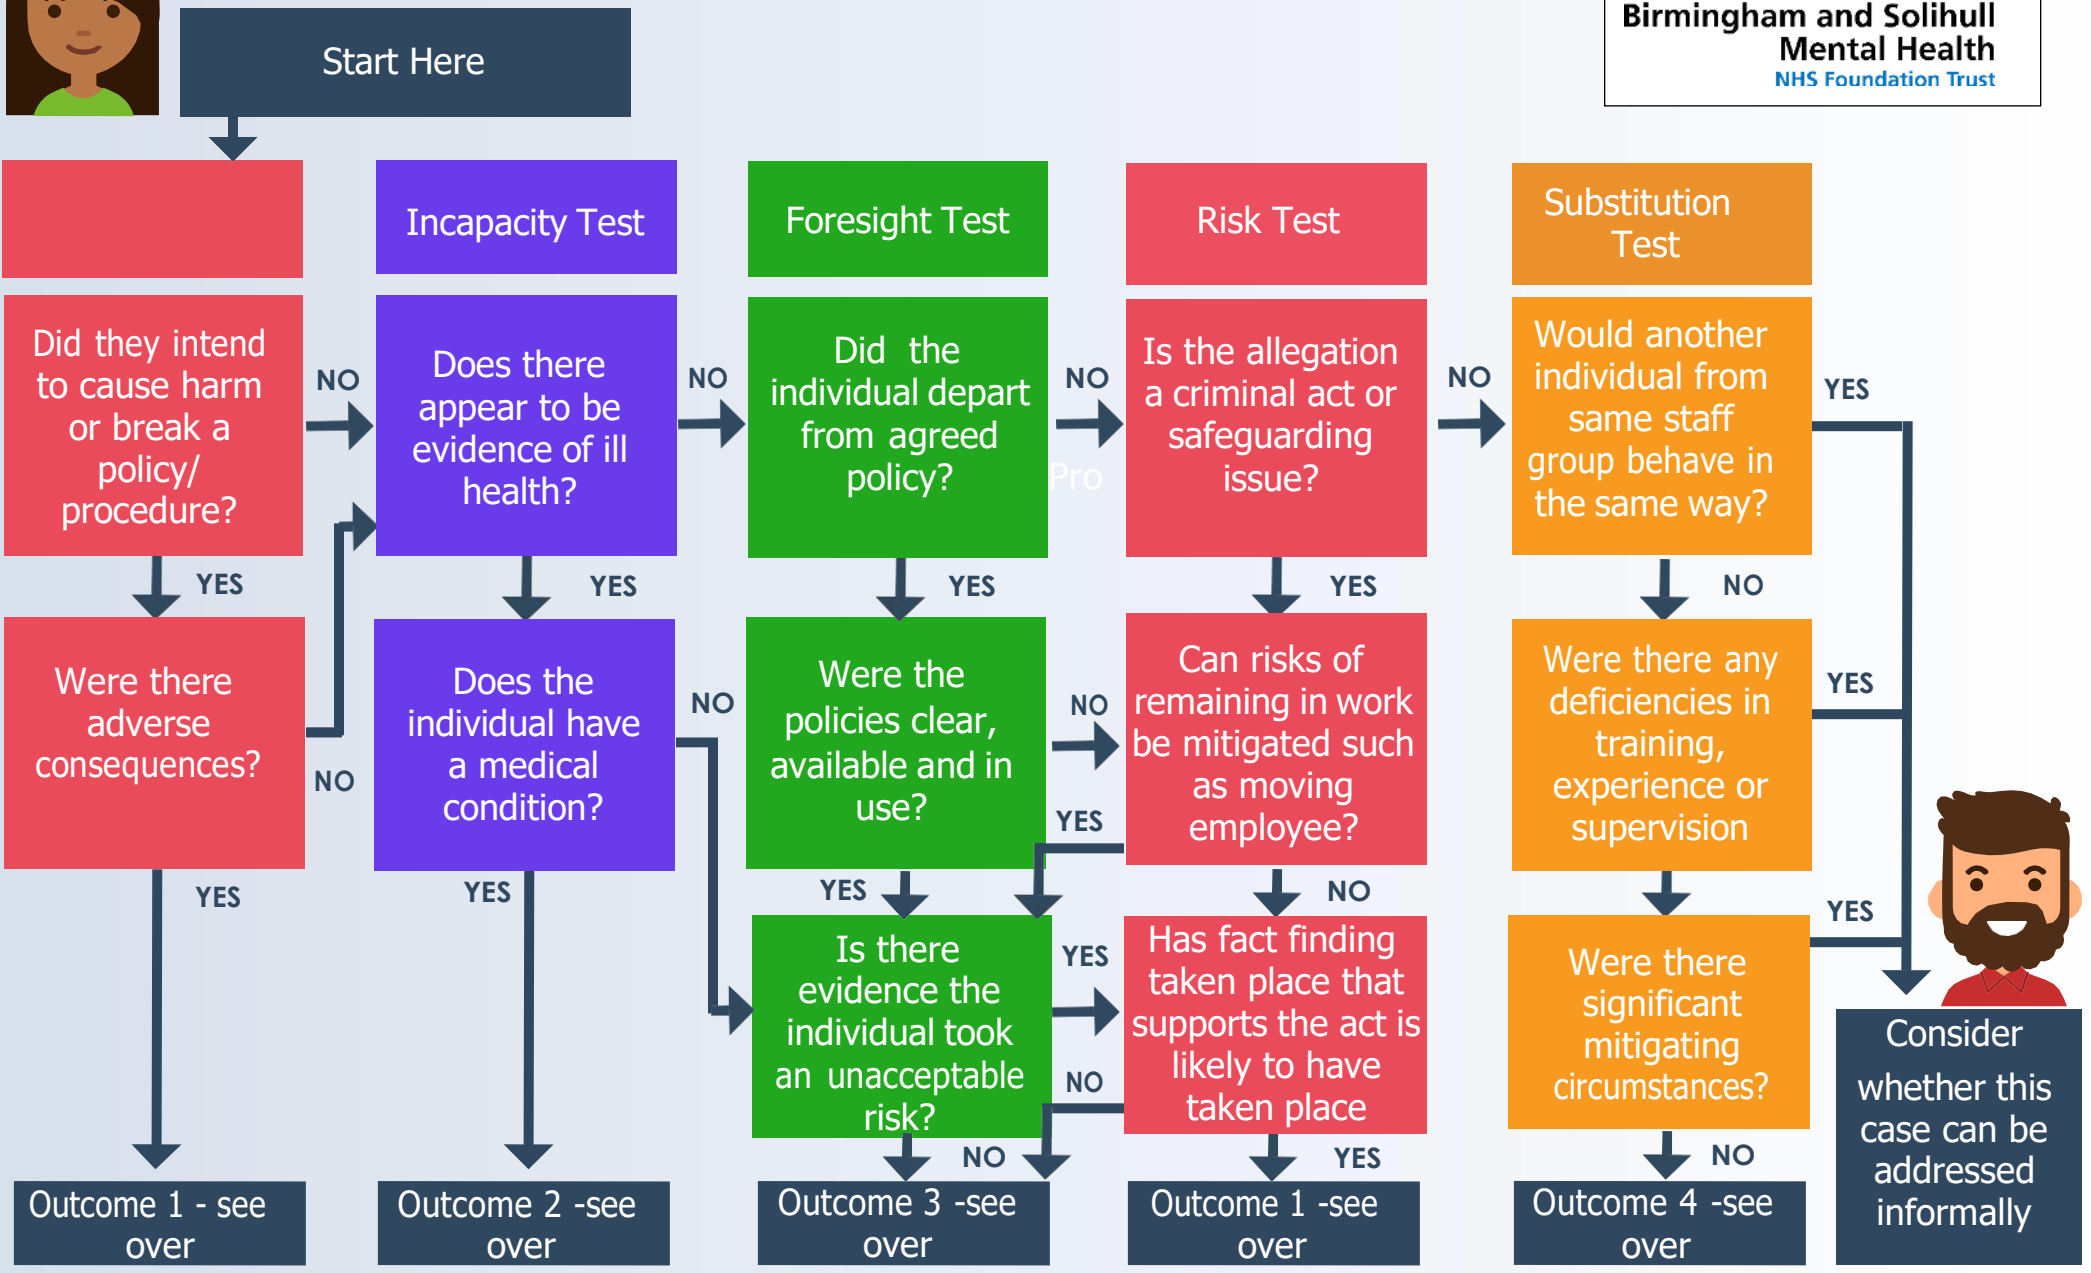 Birmingham and Solihull
Mental Health
NHS Foundation Trust
Start Here
Incapacity Test
Foresight Test
Risk Test
Substitution
Test
Did they intend
to cause harm
or break a
policy/
procedure?
NO
Does there
appear to be
evidence of ill
health?
NO
Did the
individual depart
from agreed
policy?
NO
Pro
Is the allegation
a criminal act or
safeguarding
issue?
NO
Would another
individual from
same staff
group behave in
the same way?
YES
YES
YES
YES
YES
NO
Were there
adverse
consequences?
NO
Does the
individual have
a medical
condition?
NO
Were the
policies clear,
available and in
use?
NO
YES
Can risks of
remaining in work
be mitigated such
as moving
employee?
Were there any
deficiencies in
training,
experience or
supervision
YES
YES
YES
YES
NO
YES
Is there
evidence the
individual took
an unacceptable
risk?
YES
NO
Has fact finding
taken place that
supports the act is
likely to have
taken place
Were there
significant
mitigating
circumstances?
NO
YES
NO
Outcome 1 - see
over
Outcome 2 -see
over
Outcome 3 -see
over
Outcome 1 -see
over
Outcome 4 -see
over
Consider
whether this
case can be
addressed
informally